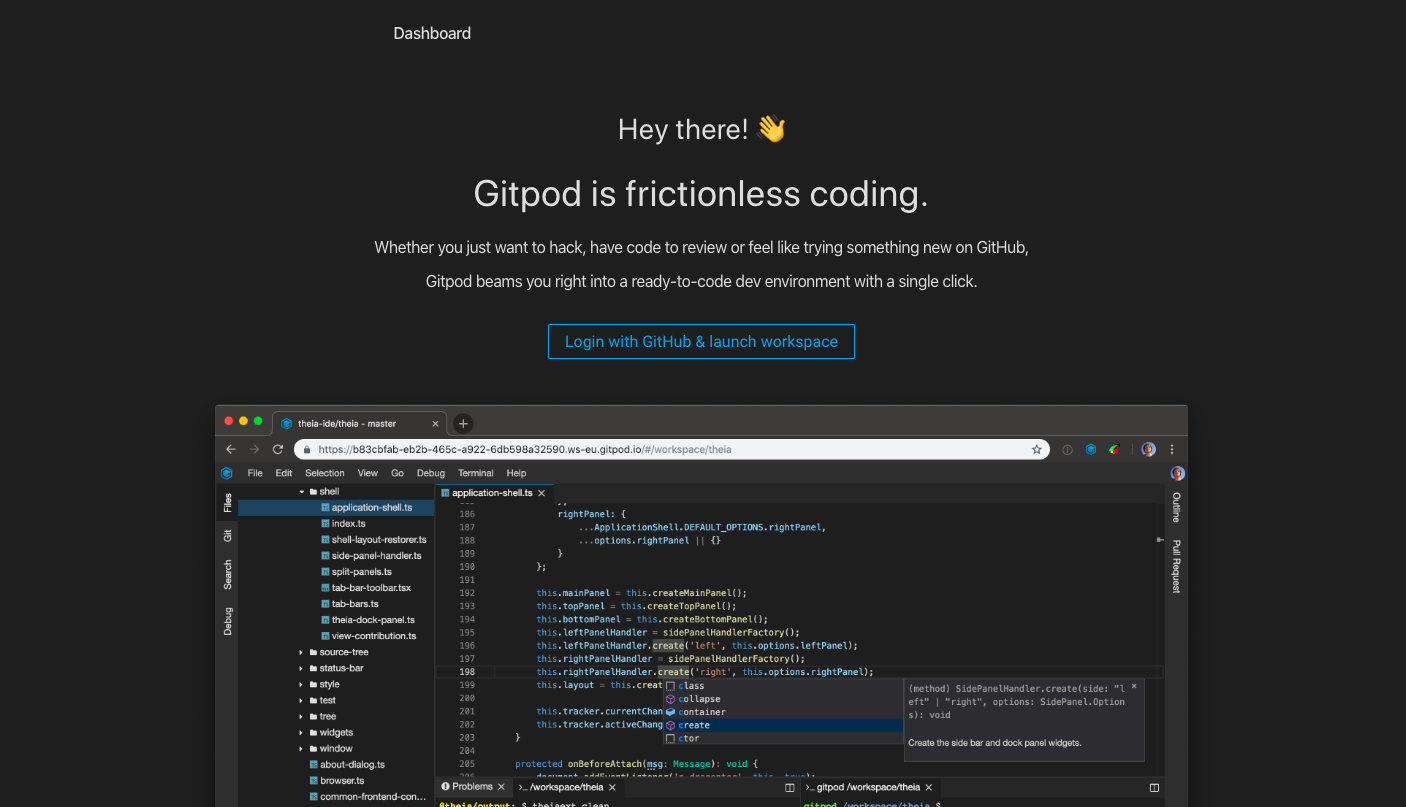 Dashboard
Hey there! 👋
Gitpod is frictionless coding.
Whether you just want to hack, have code to review or feel like trying something new on GitHub,
Gitpod beams you right into a ready-to-code dev environment with a single click.
Login with GitHub & launch workspace
theia-ide/theia - master
https://b83cbfab-eb2b-465c-a922-6db598a32590.ws-eu.gitpod.io/#/workspace/theia
File Edit Selection View Go Debug Terminal Help
Files
Git
Search
Debug
shell
application-shell.ts
index.ts
shell-layout-restorer.ts
side-panel-handler.ts
split-panels.ts
tab-bar-toolbar.tsx
tab-bars.ts
theia-dock-panel.ts
view-contribution.ts
source-tree
status-bar
style
test
tree
widgets
window
about-dialog.ts
browser.ts
common-frontend-con...
application-shell.ts
186 rightPanel: {
187 ...ApplicationShell.DEFAULT_OPTIONS.rightPanel,
188 ...options.rightPanel || {}
189 }
190 };
191
192 this.mainPanel = this.createMainPanel();
193 this.topPanel = this.createTopPanel();
194 this.bottomPanel = this.createBottomPanel();
195 this.leftPanelHandler = sidePanelHandlerFactory();
196 this.leftPanelHandler.create('left', this.options.leftPanel);
197 this.rightPanelHandler = sidePanelHandlerFactory();
198 this.rightPanelHandler.create('right', this.options.rightPanel);
199 this.layout = this.creat
200
201 this.tracker.currentChan
202 this.tracker.activeChang
203 }
204
205 protected onBeforeAttach(msg: Message): void {
class
collapse
container
create
ctor
(method) SidePanelHandler.create(side: "l
eft" | "right", options: SidePanel.Option
s): void
Create the side bar and dock panel widgets.
Outline
Pull Request
Problems
>_ /workspace/theia
>_ gitpod /workspace/theia
@theia/output: $ theiaext clean
gitpod /workspace/theia $